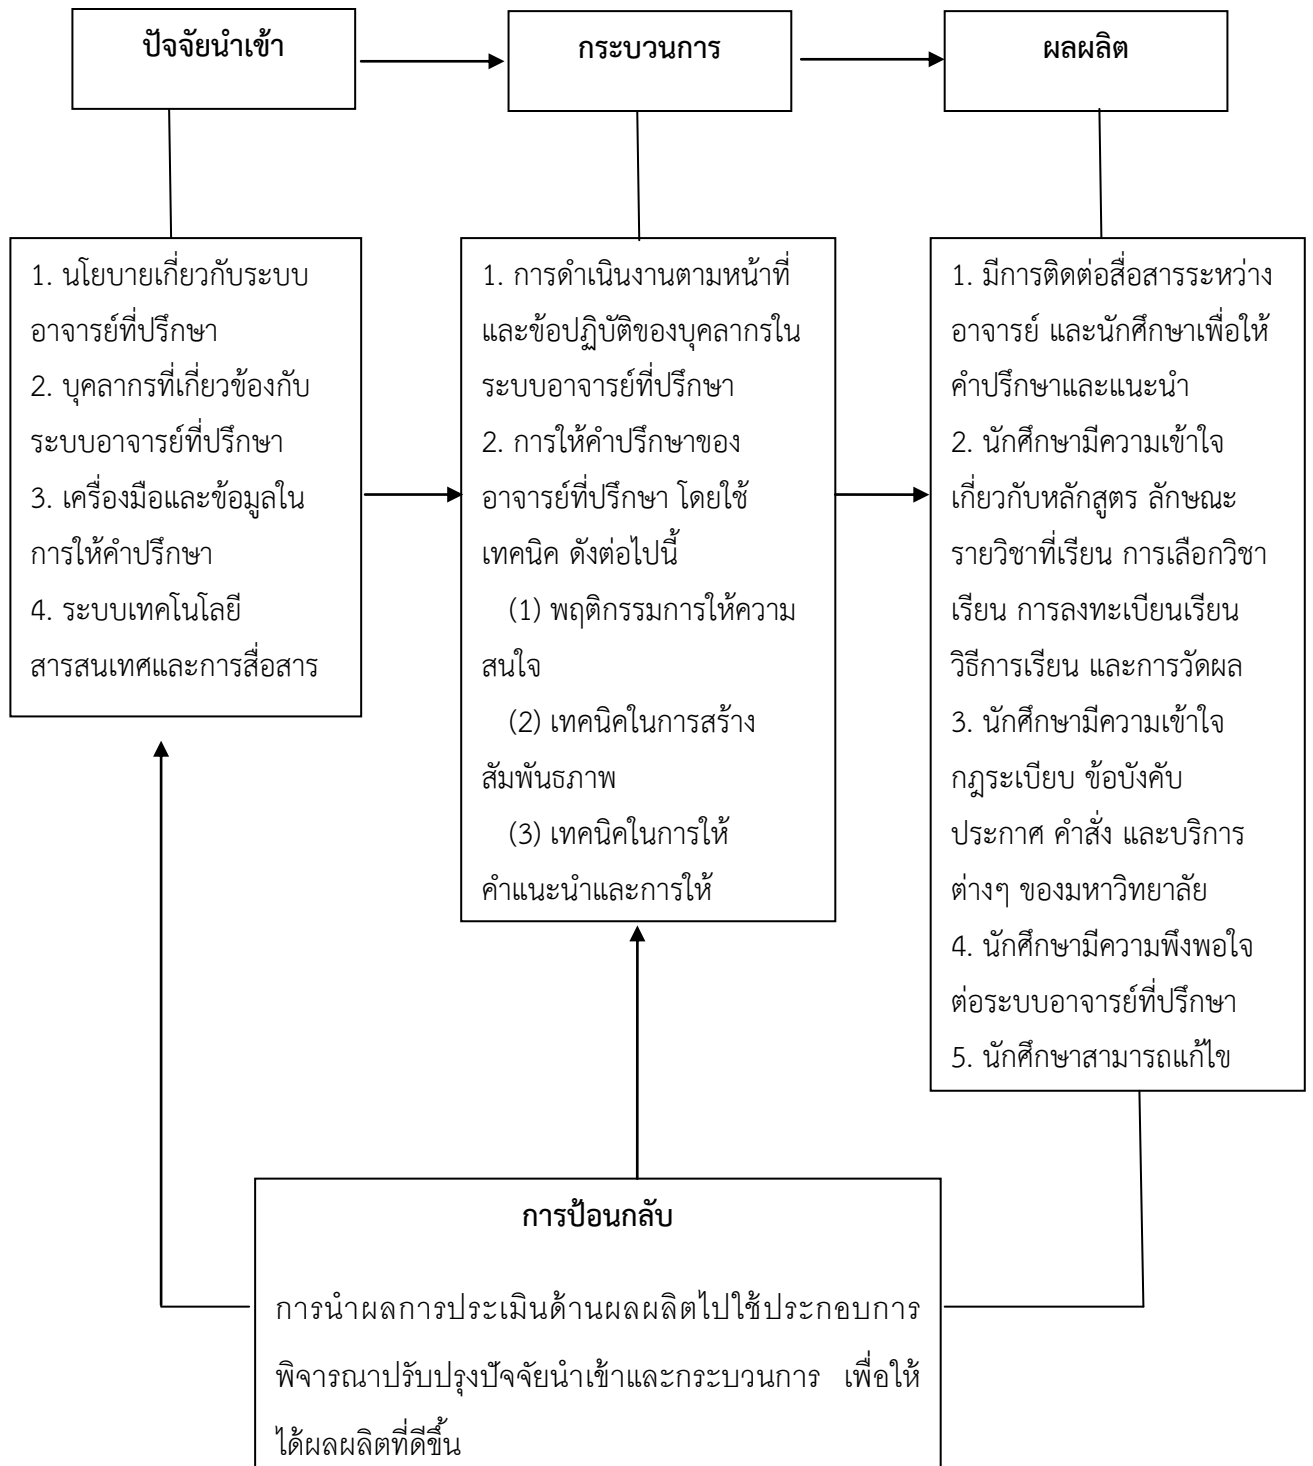 ปัจจัยนำเข้า
กระบวนการ
ผลผลิต
1. นโยบายเกี่ยวกับระบบ
อาจารย์ที่ปรึกษา
2. บุคลากรที่เกี่ยวข้องกับ
ระบบอาจารย์ที่ปรึกษา
3. เครื่องมือและข้อมูลใน
การให้คำปรึกษา
4. ระบบเทคโนโลยี
สารสนเทศและการสื่อสาร
1. การดำเนินงานตามหน้าที่
และข้อปฏิบัติของบุคลากรใน
ระบบอาจารย์ที่ปรึกษา
2. การให้คำปรึกษาของ
อาจารย์ที่ปรึกษา โดยใช้
เทคนิค ดังต่อไปนี้
(1) พฤติกรรมการให้ความ
สนใจ
(2) เทคนิคในการสร้าง
สัมพันธภาพ
(3) เทคนิคในการให้
คำแนะนำและการให้
1. มีการติดต่อสื่อสารระหว่าง
อาจารย์ และนักศึกษาเพื่อให้
คำปรึกษาและแนะนำ
2. นักศึกษามีความเข้าใจ
เกี่ยวกับหลักสูตร ลักษณะ
รายวิชาที่เรียน การเลือกวิชา
เรียน การลงทะเบียนเรียน
วิธีการเรียน และการวัดผล
3. นักศึกษามีความเข้าใจ
กฎระเบียบ ข้อบังคับ
ประกาศ คำสั่ง และบริการ
ต่างๆ ของมหาวิทยาลัย
4. นักศึกษามีความพึงพอใจ
ต่อระบบอาจารย์ที่ปรึกษา
5. นักศึกษาสามารถแก้ไข
การป้อนกลับ
การนำผลการประเมินด้านผลผลิตไปใช้ประกอบการ
พิจารณาปรับปรุงปัจจัยนำเข้าและกระบวนการ เพื่อให้
ได้ผลผลิตที่ดีขึ้น